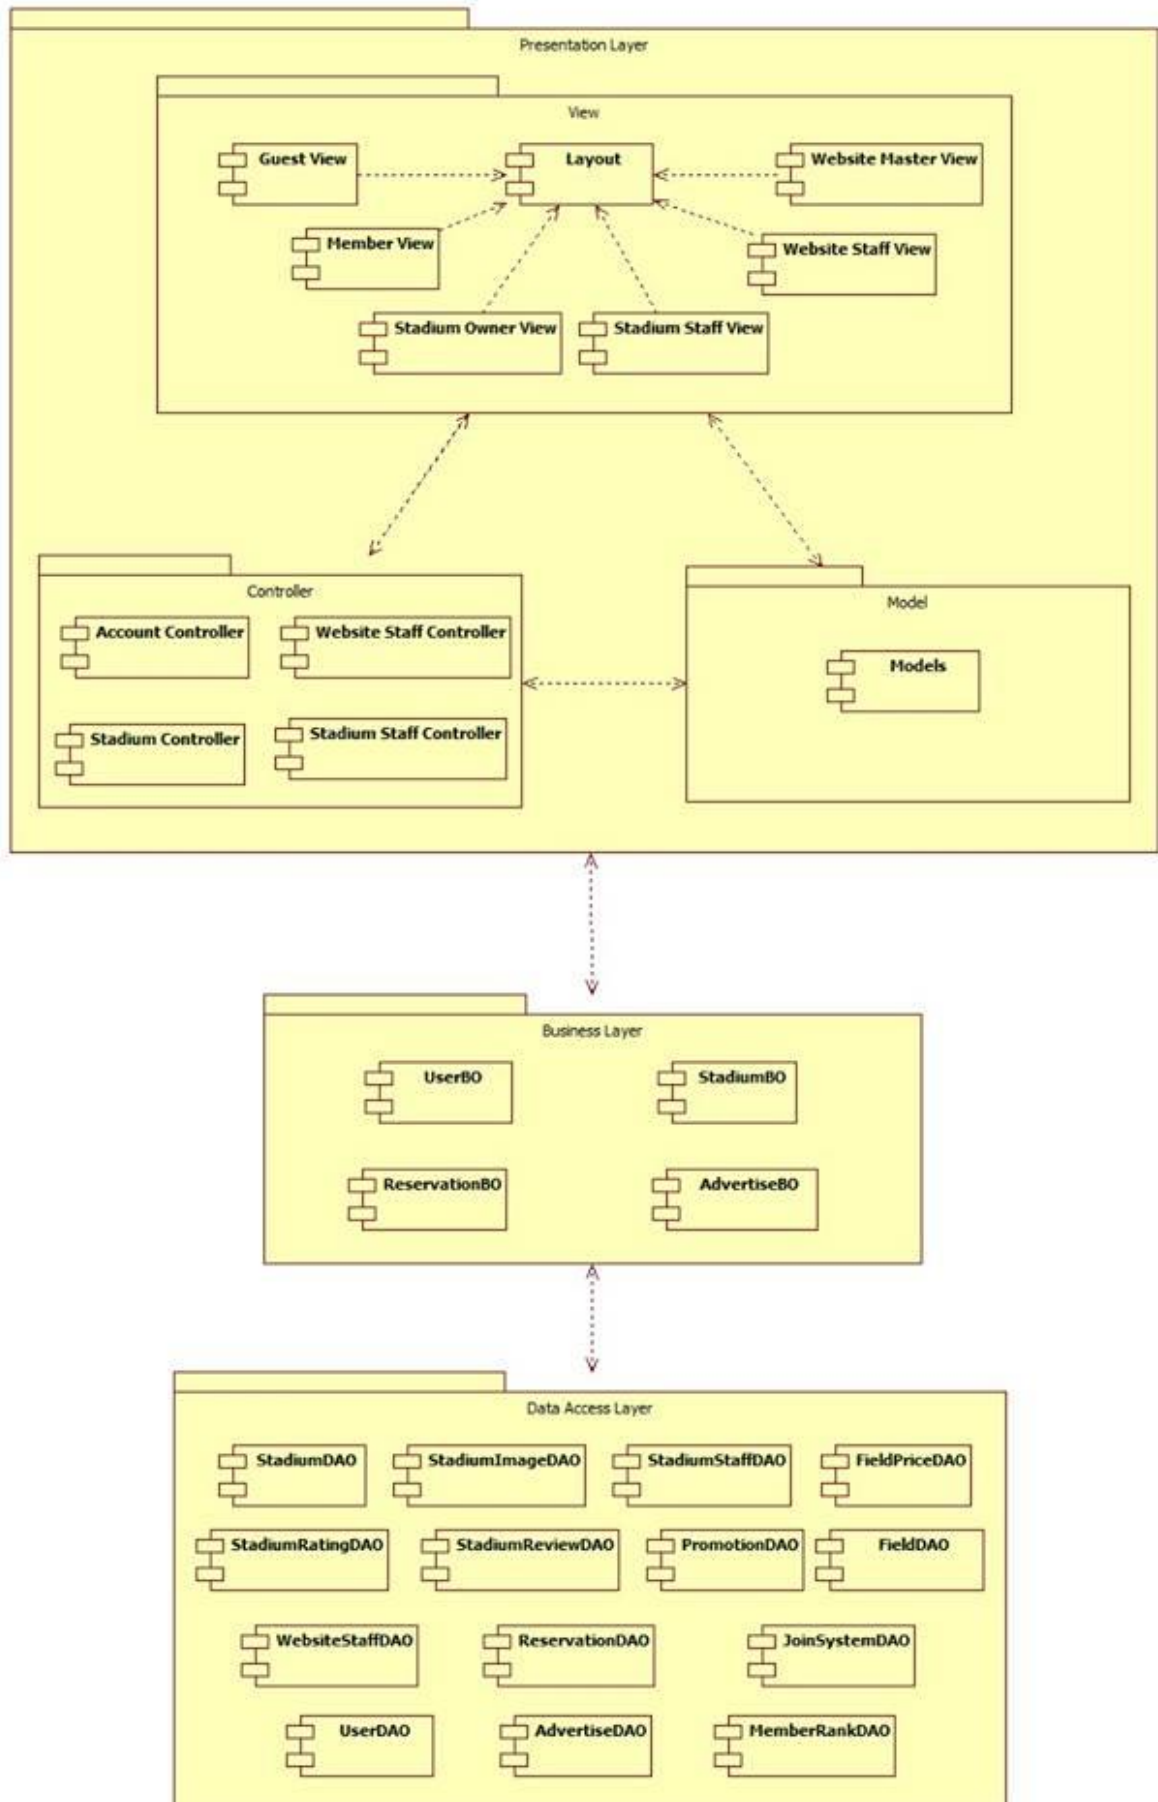 Presentation Layer
View
Guest View
Layout
Website Master View
Member View
Website Staff View
Stadium Owner View
Stadium Staff View
Controller
Account Controller
Website Staff Controller
Stadium Controller
Stadium Staff Controller
Model
Models
Business Layer
UserBO
StadiumBO
ReservationBO
AdvertiseBO
Data Access Layer
StadiumDAO
StadiumImageDAO
StadiumStaffDAO
FieldPriceDAO
StadiumRatingDAO
StadiumReviewDAO
PromotionDAO
FieldDAO
WebsiteStaffDAO
ReservationDAO
JoinSystemDAO
UserDAO
AdvertiseDAO
MemberRankDAO